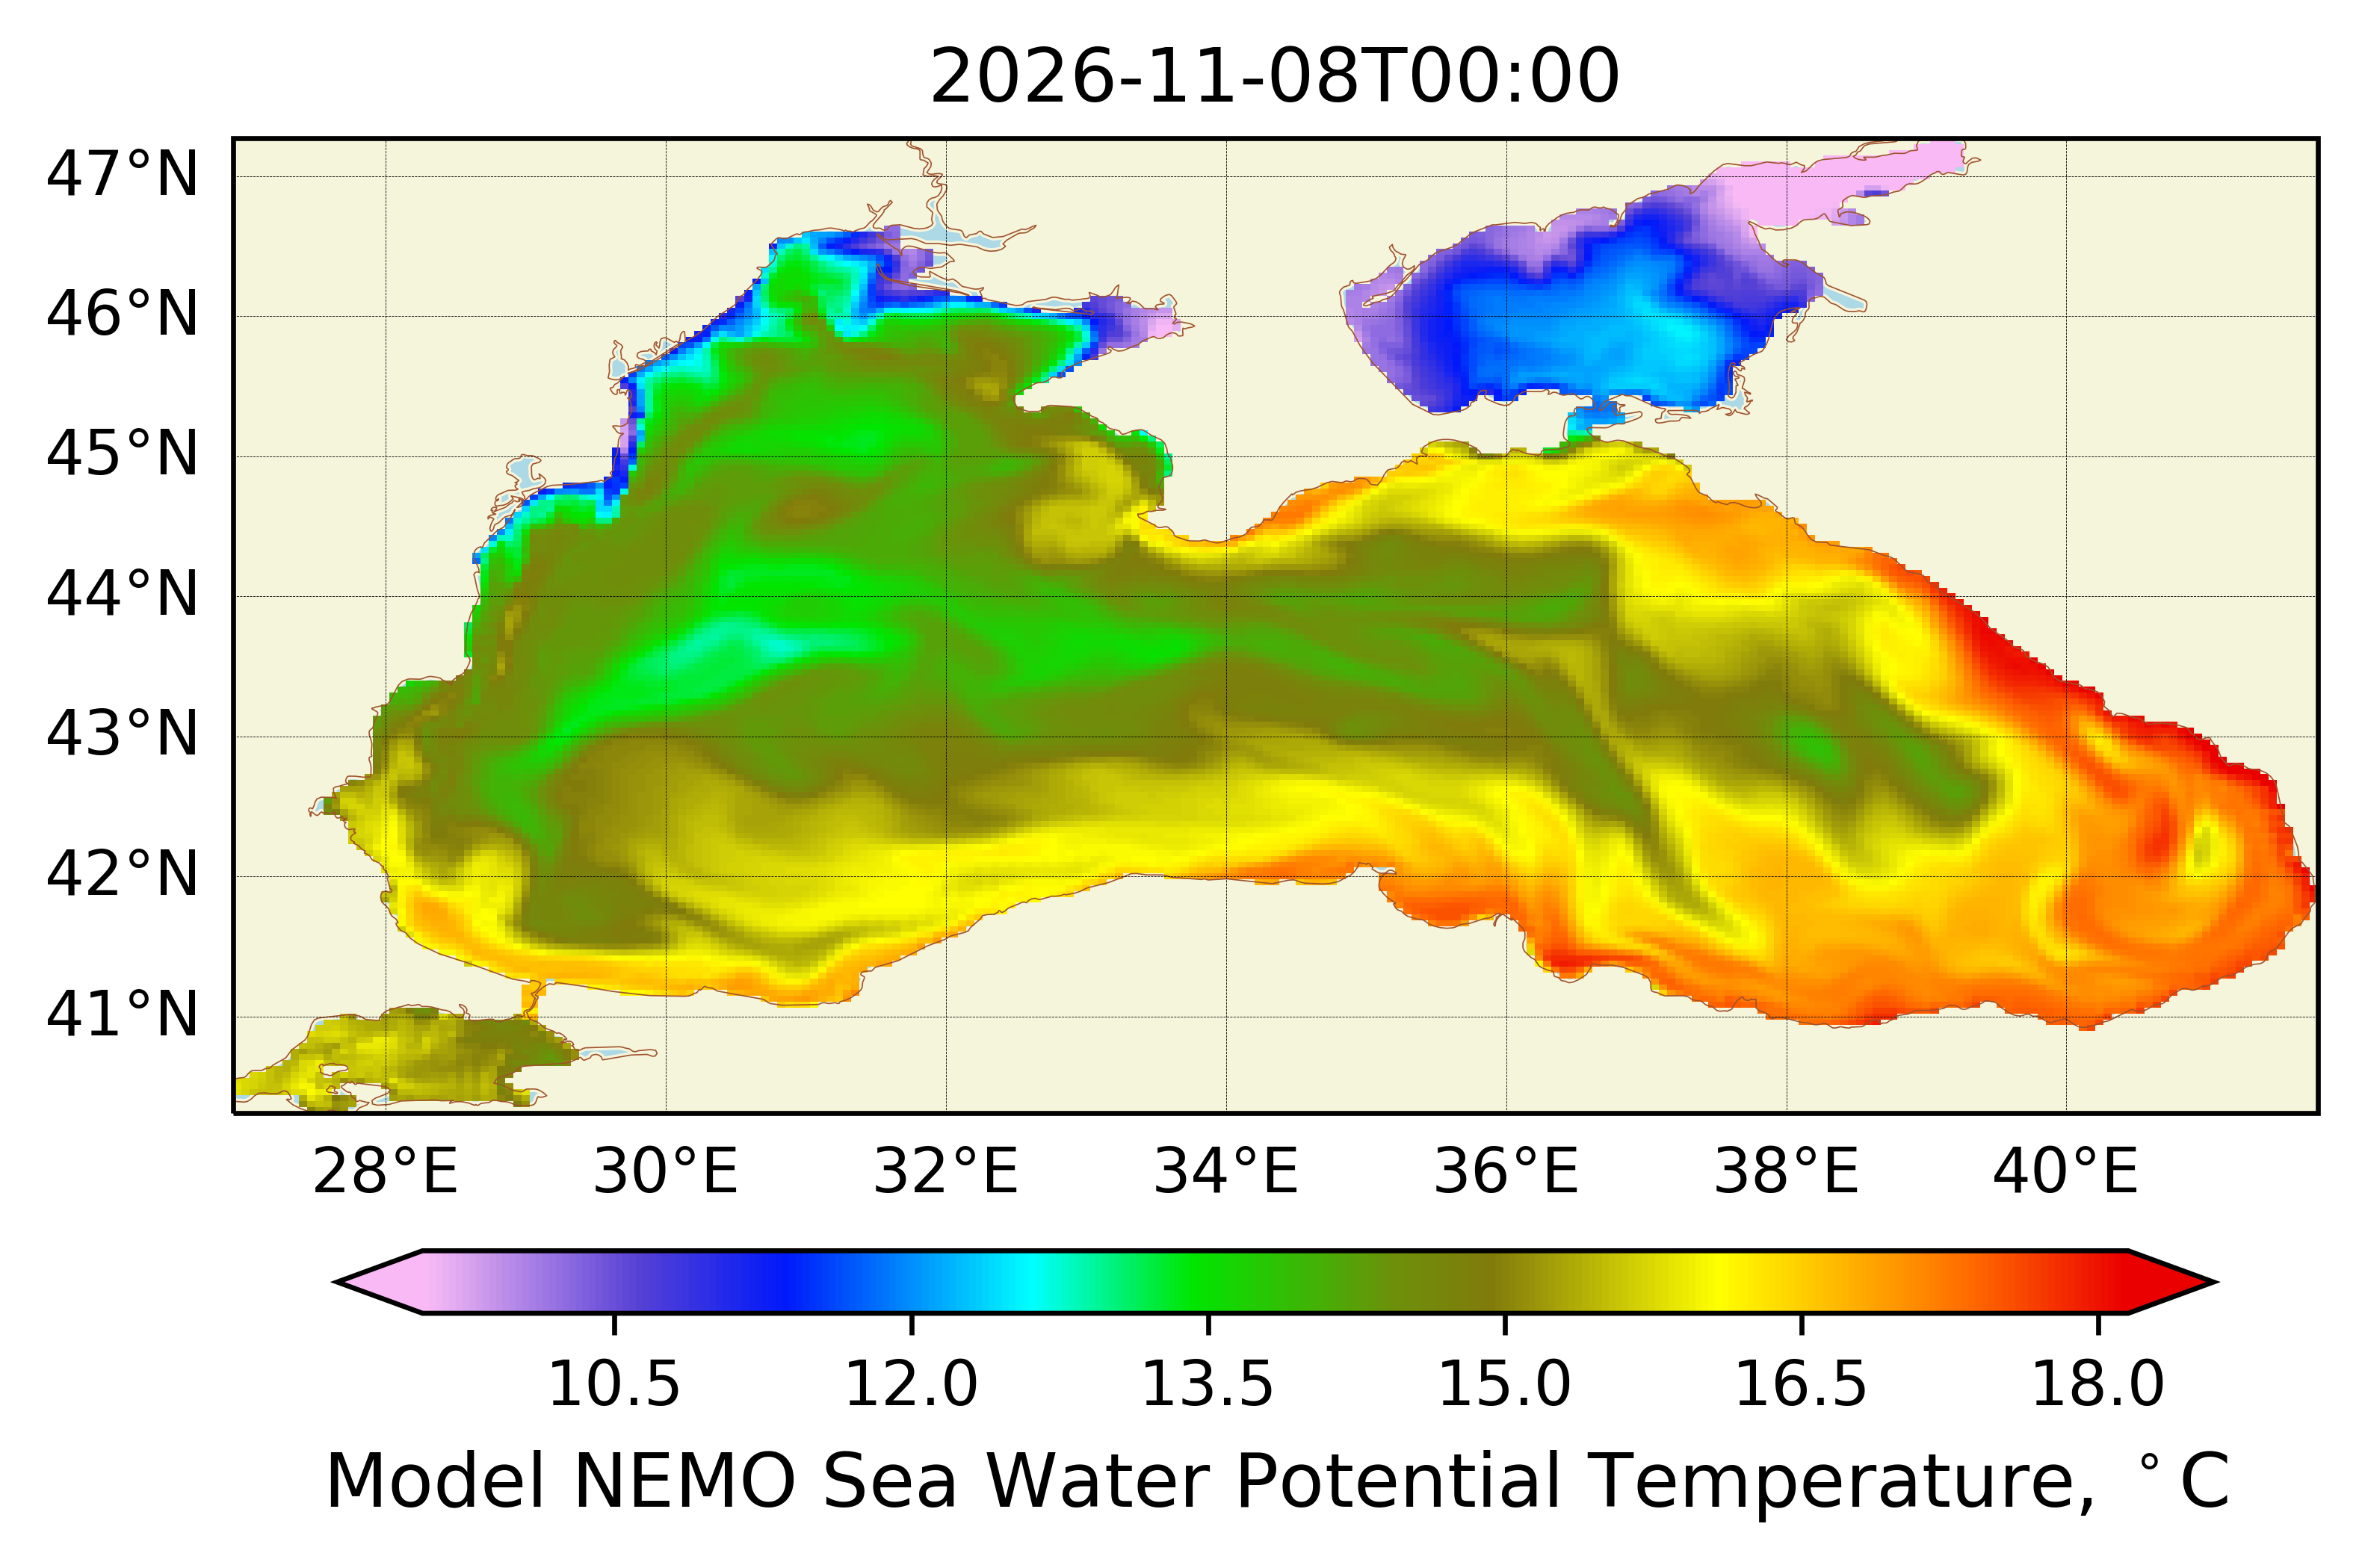 2026-11-08T00:00
47°N
46°N
45°N
44°N
43°N
42°N
41°N
28°E 30°E 32°E 34°E 36°E 38°E 40°E
10.5 12.0 13.5 15.0 16.5 18.0
Model NEMO Sea Water Potential Temperature, °C